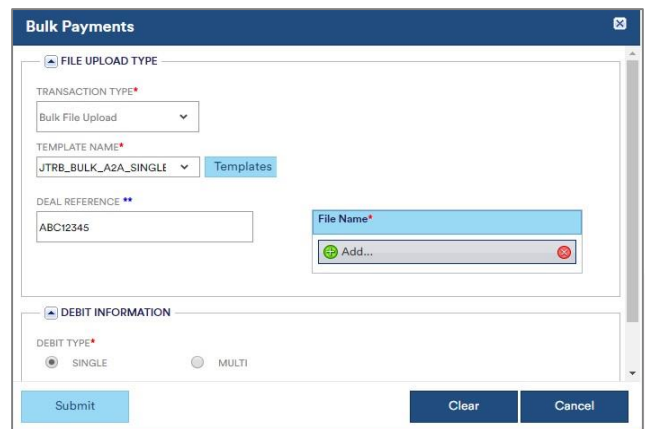 Bulk Payments
FILE UPLOAD TYPE
TRANSACTION TYPE*
Bulk File Upload
TEMPLATE NAME*
JTRB_BULK_A2A_SINGLE Templates
DEAL REFERENCE **
ABC12345
File Name*
Add...
DEBIT INFORMATION
DEBIT TYPE*
SINGLE MULTI
Submit Clear Cancel